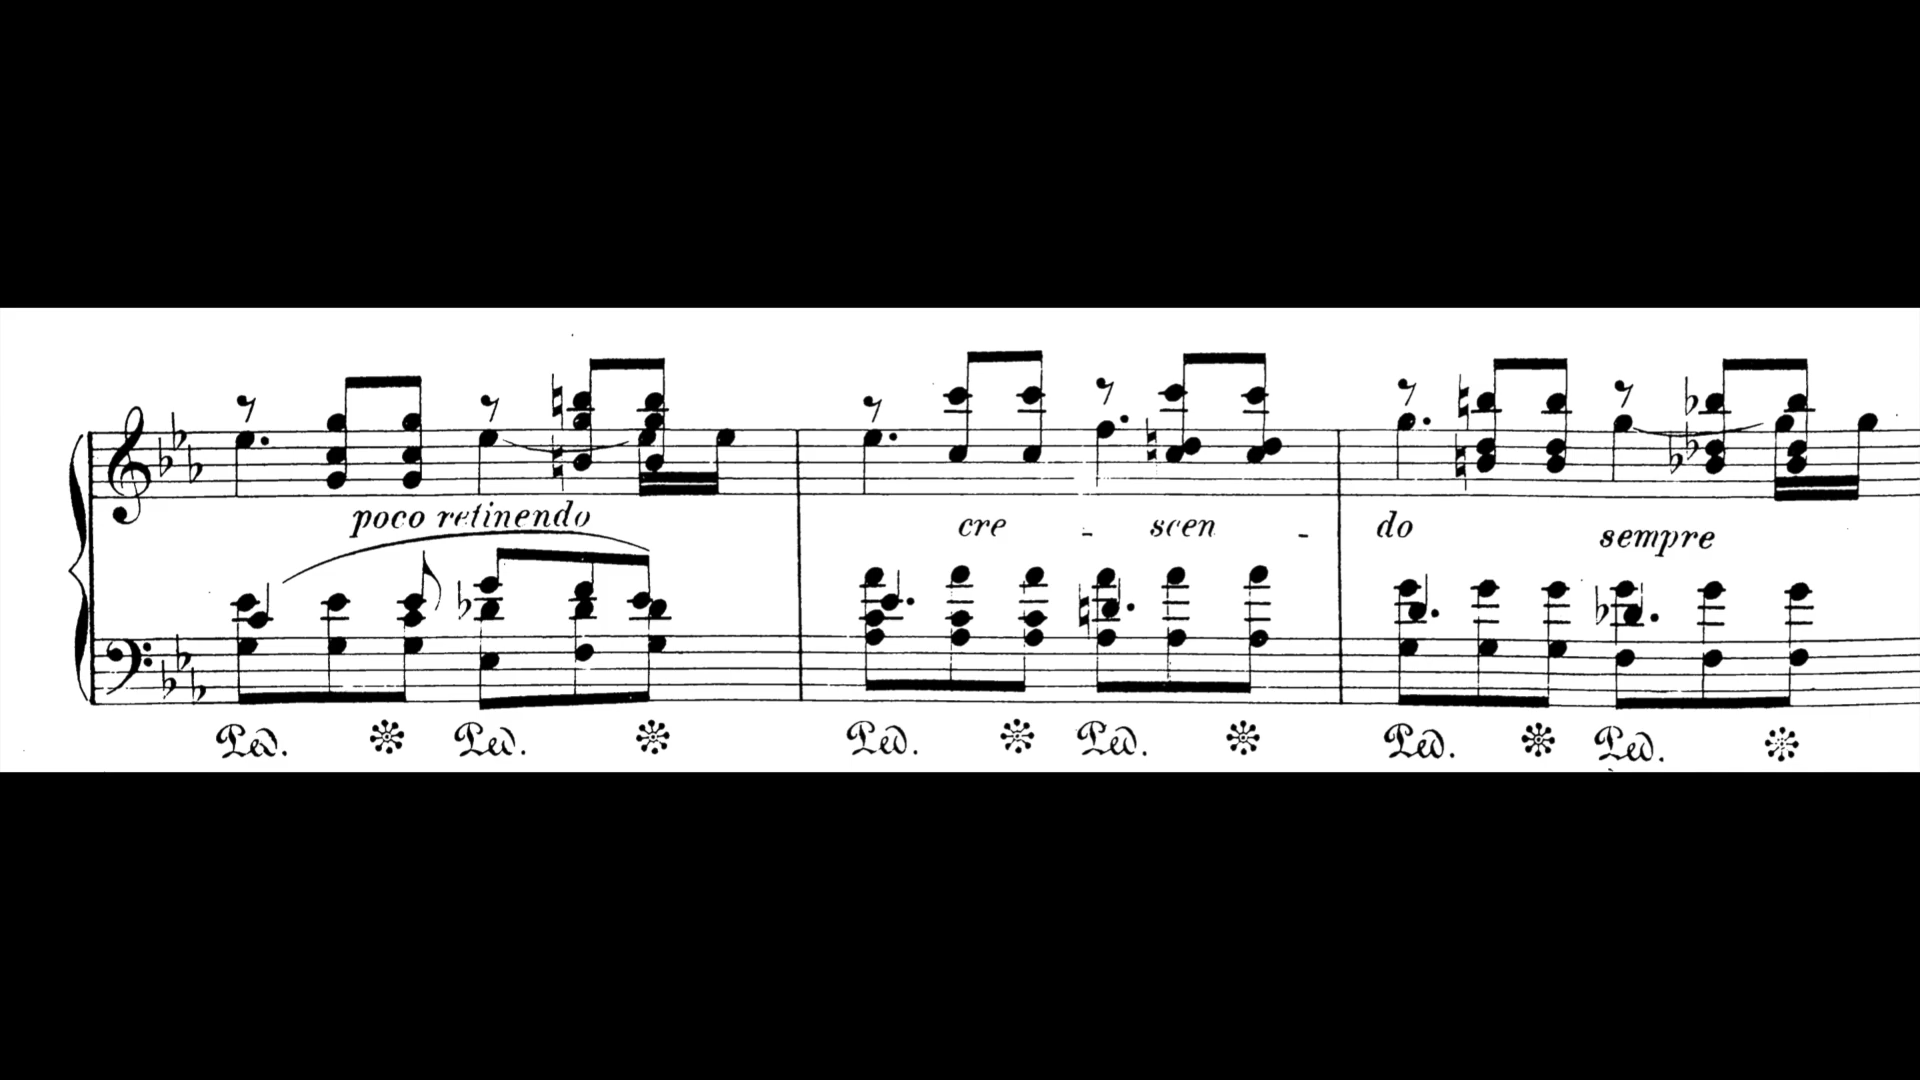 poco retinendo
cre - scen - do sempre
Ped. Ped. Ped. Ped. Ped. Ped.